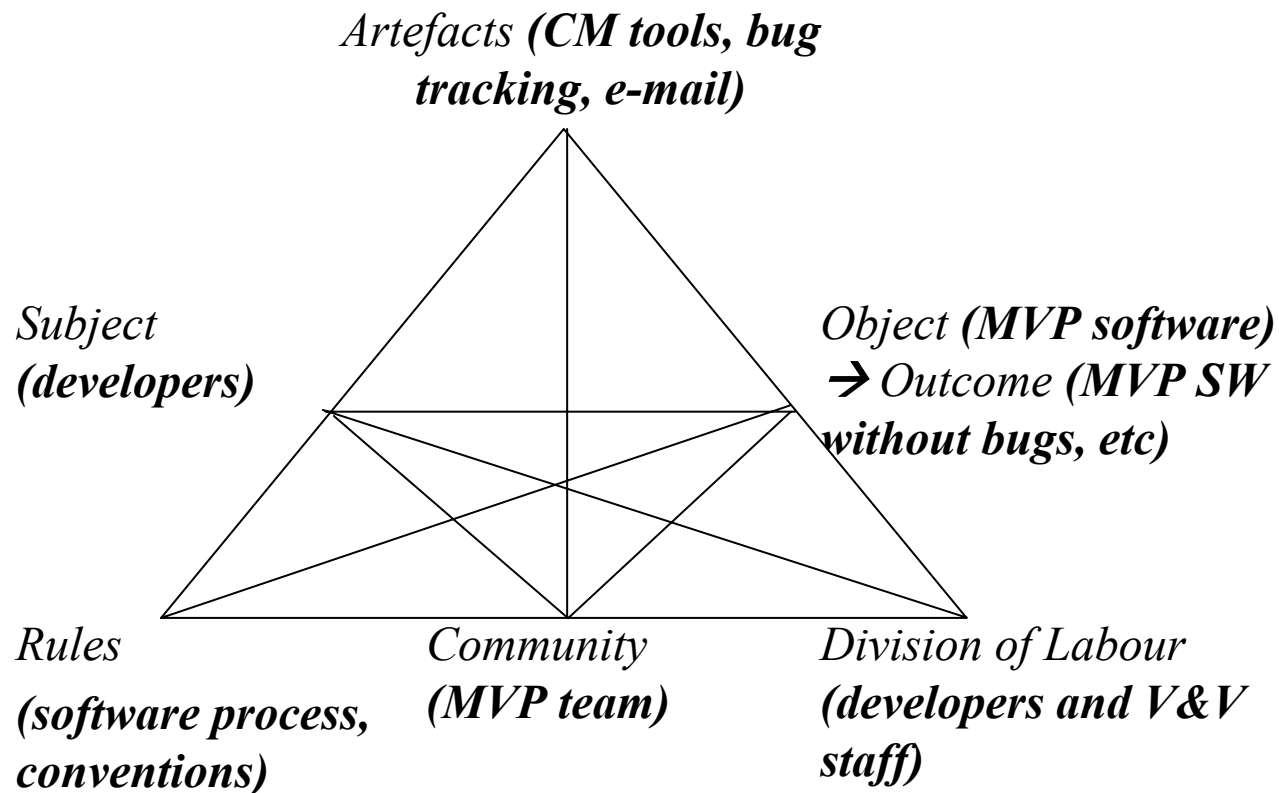 Artefacts (CM tools, bug
tracking, e-mail)
Subject
(developers)
Object (MVP software)
→ Outcome (MVP SW
without bugs, etc)
Rules
(software process,
conventions)
Community
(MVP team)
Division of Labour
(developers and V&V
staff)